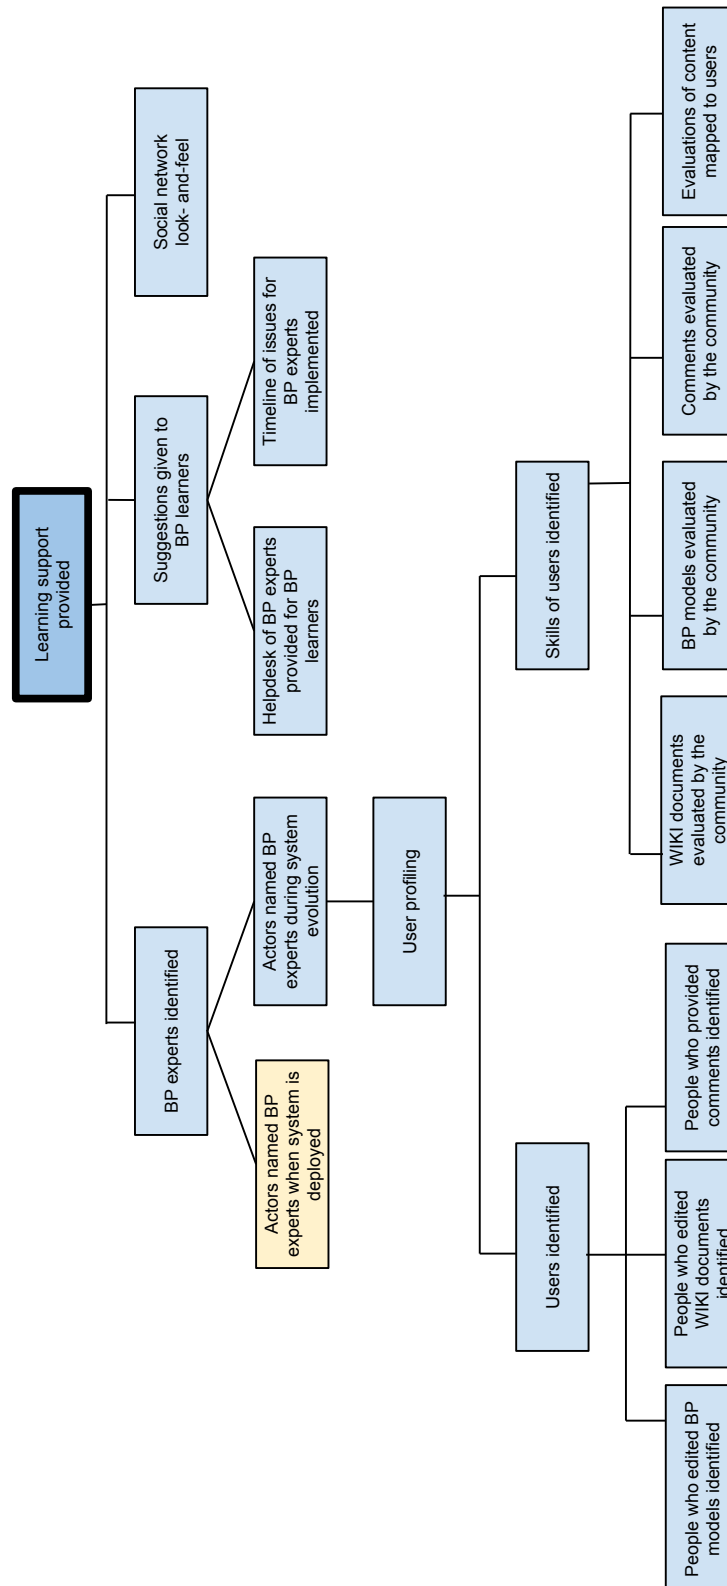 Learning support
provided
BP experts identified
Suggestions given to
BP learners
Social network
look- and-feel
Actors named BP
experts when system is
deployed
Actors named BP
experts during system
evolution
Helpdesk of BP experts
provided for BP
learners
Timeline of issues for
BP experts
implemented
User profiling
Users identified
Skills of users identified
People who edited BP
models identified
People who edited
WIKI documents
identified
People who provided
comments identified
WIKI documents
evaluated by the
community
BP models evaluated
by the community
Comments evaluated
by the community
Evaluations of content
mapped to users